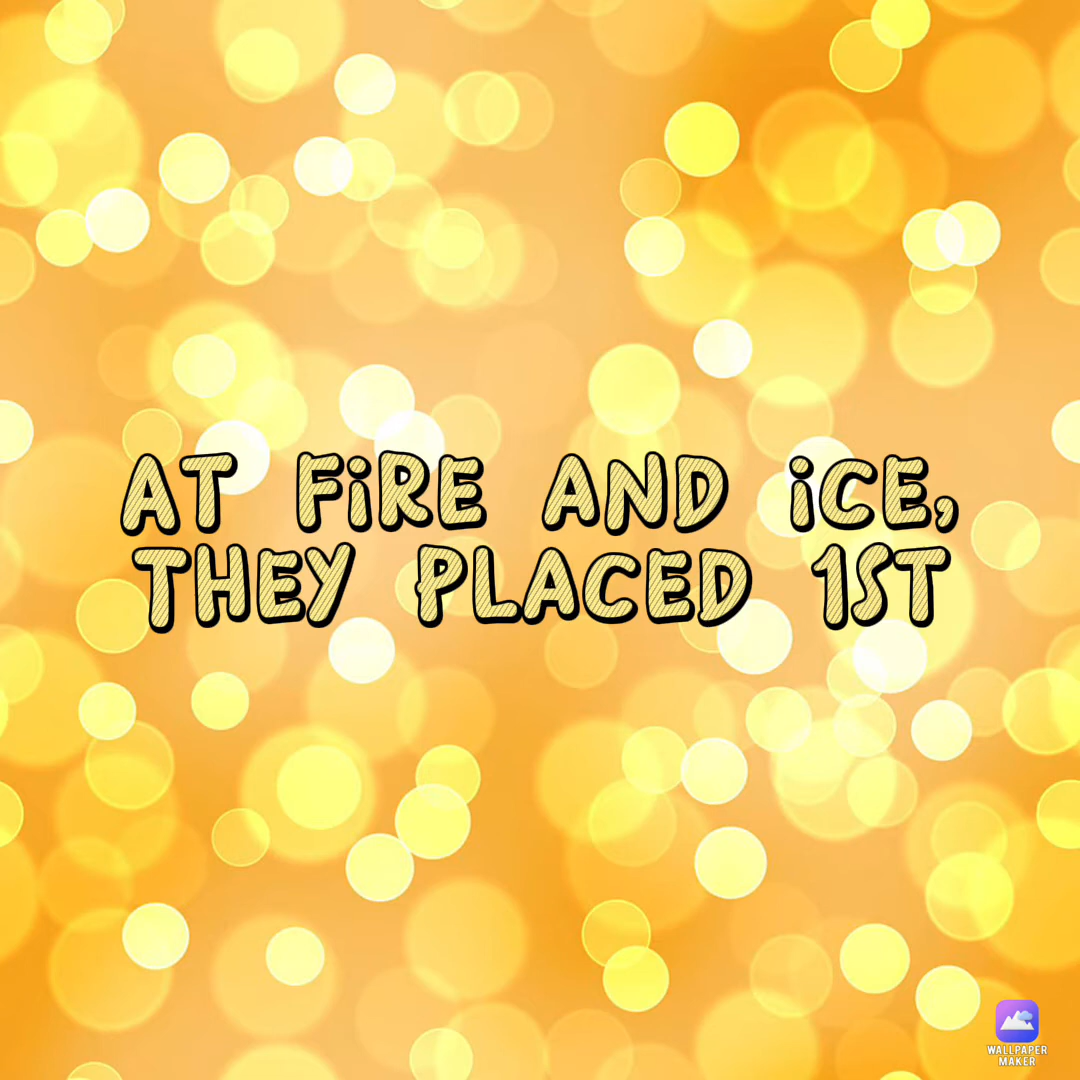 AT FiRE AND iCE,
THEY PLACED 1ST
WALLPAPER
MAKER